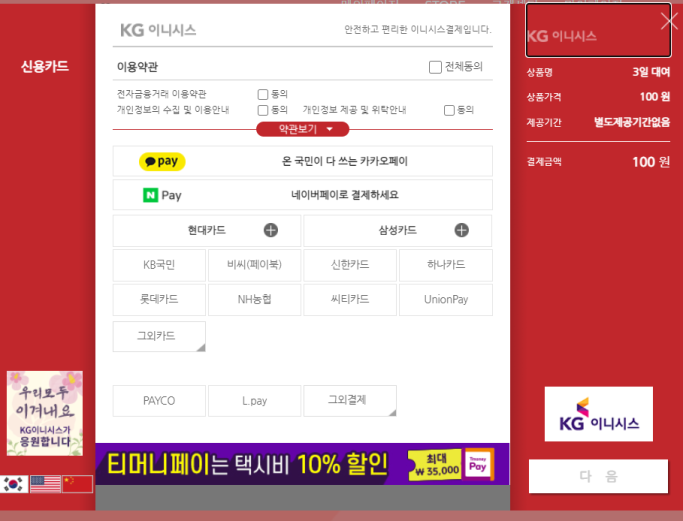 신용카드
KG 이니시스
안전하고 편리한 이니시스결제입니다.
이용약관
전체동의
전자금융거래 이용약관
동의
개인정보의 수집 및 이용안내
동의
개인정보 제공 및 위탁안내
동의
약관보기
pay
온 국민이 다 쓰는 카카오페이
N Pay
네이버페이로 결제하세요
현대카드
삼성카드
KB국민
비씨(페이북)
신한카드
하나카드
롯데카드
NH농협
씨티카드
UnionPay
그외카드
PAYCO
L.pay
그외결제
티머니페이는 택시비 10% 할인
최대
₩35,000
Pay
우리모두
이겨내요
KG이니시스가
응원합니다
KG 이니시스
상품명
3일 대여
상품가격
100 원
제공기간
별도제공기간없음
결제금액
100 원
KG 이니시스
다 음